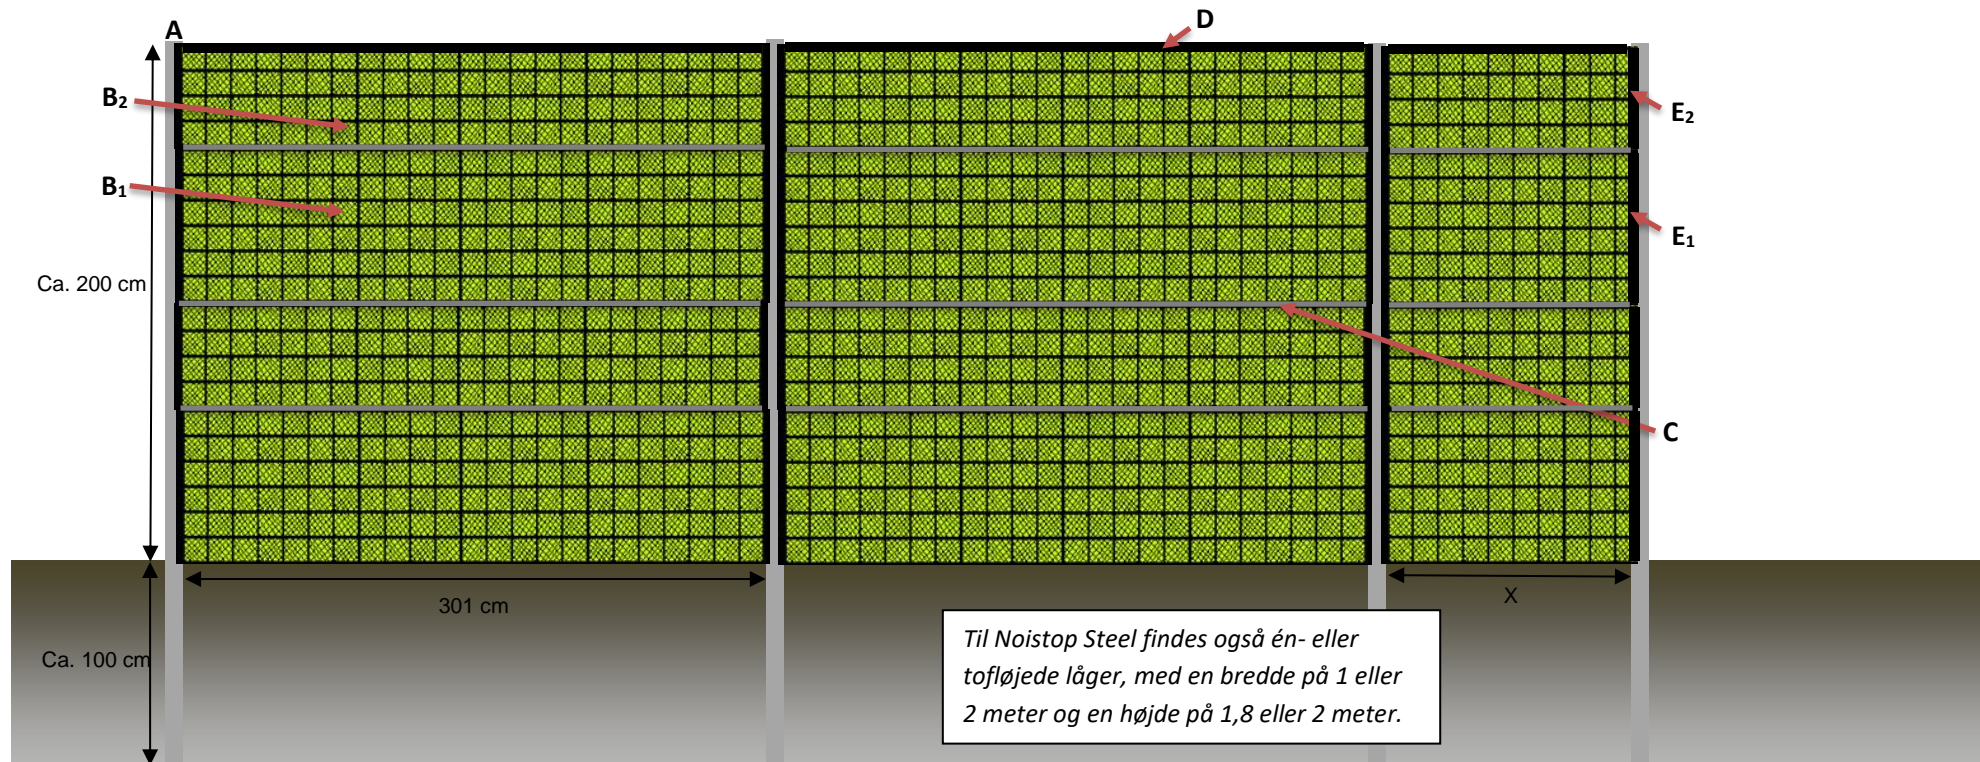 A
D
B₂
E₂
B₁
E₁
Ca. 200 cm
C
301 cm
X
Ca. 100 cm
Til Noistop Steel findes også én- eller
tofløjede låger, med en bredde på 1 eller
2 meter og en højde på 1,8 eller 2 meter.